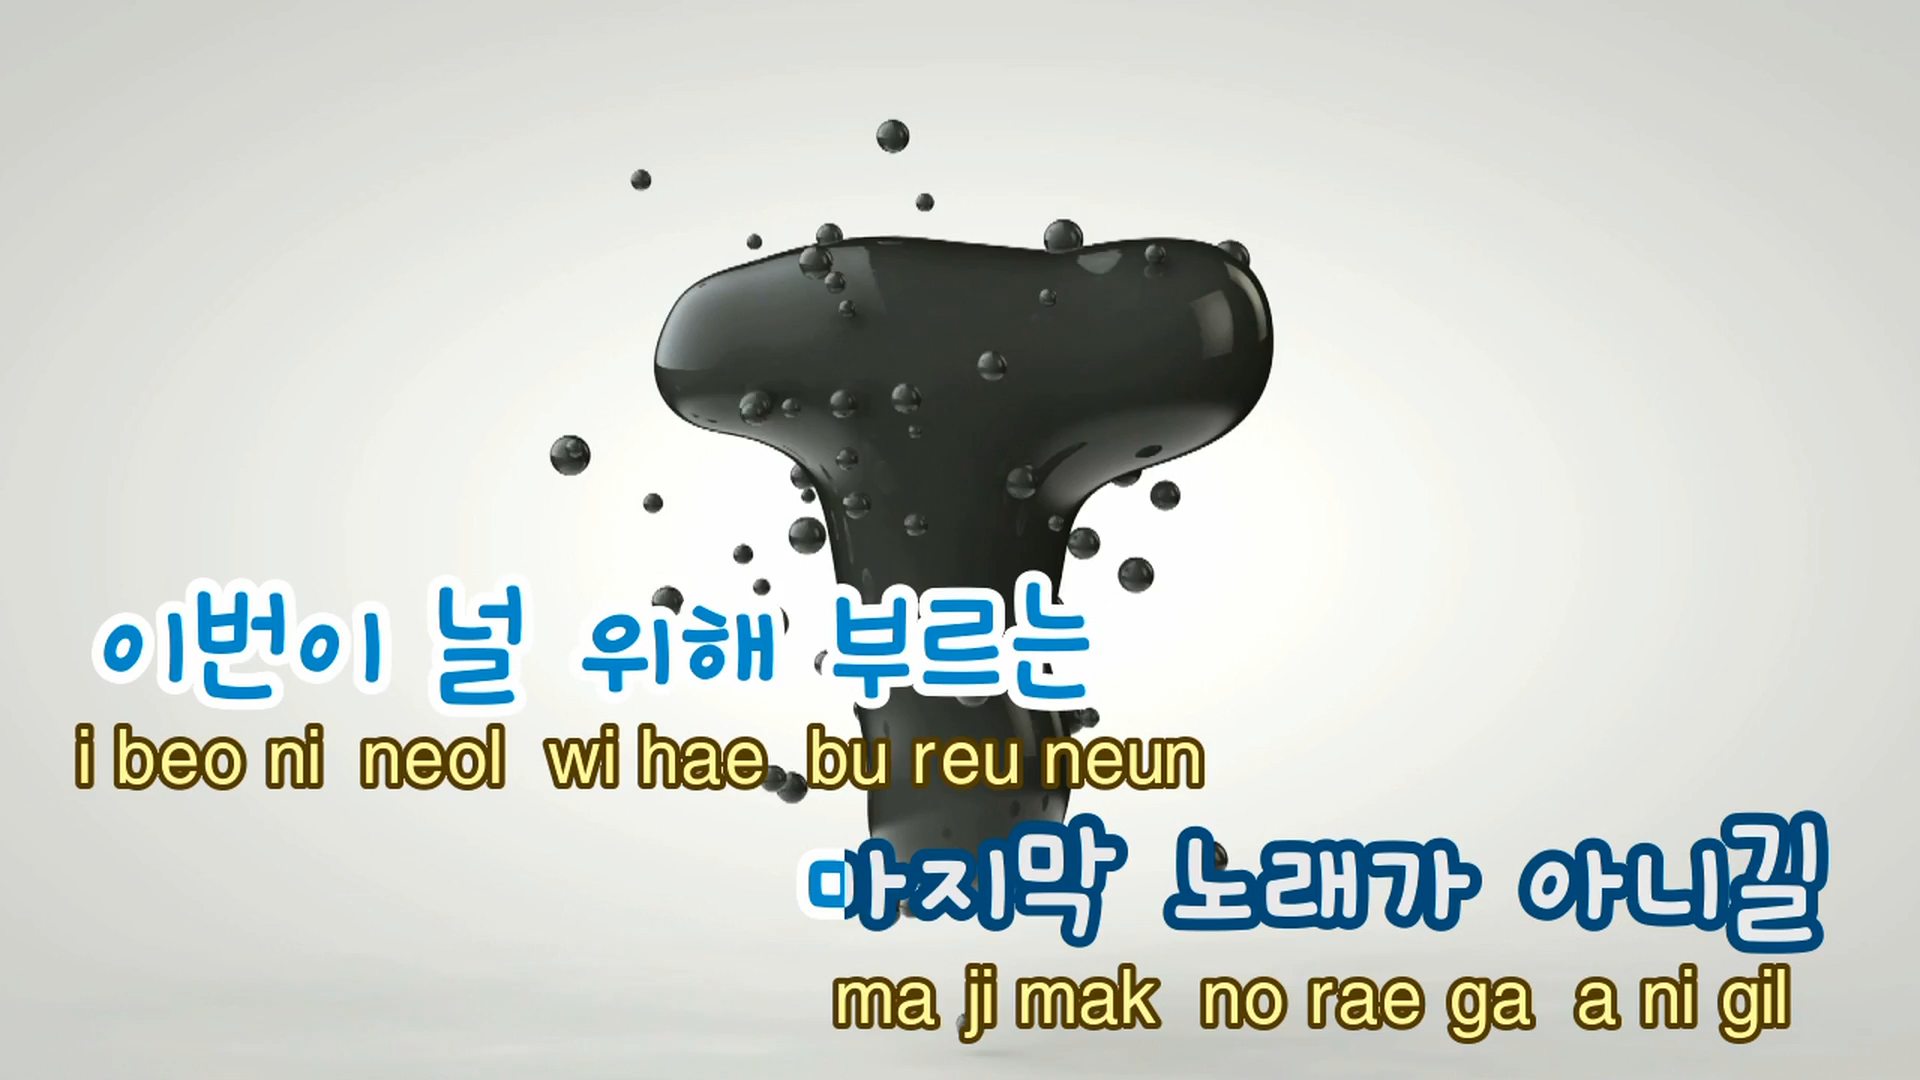 이번이 널 위해 부르는
i beo ni neol wi hae bu reu neun
마지막 노래가 아니길
ma ji mak no rae ga a ni gil